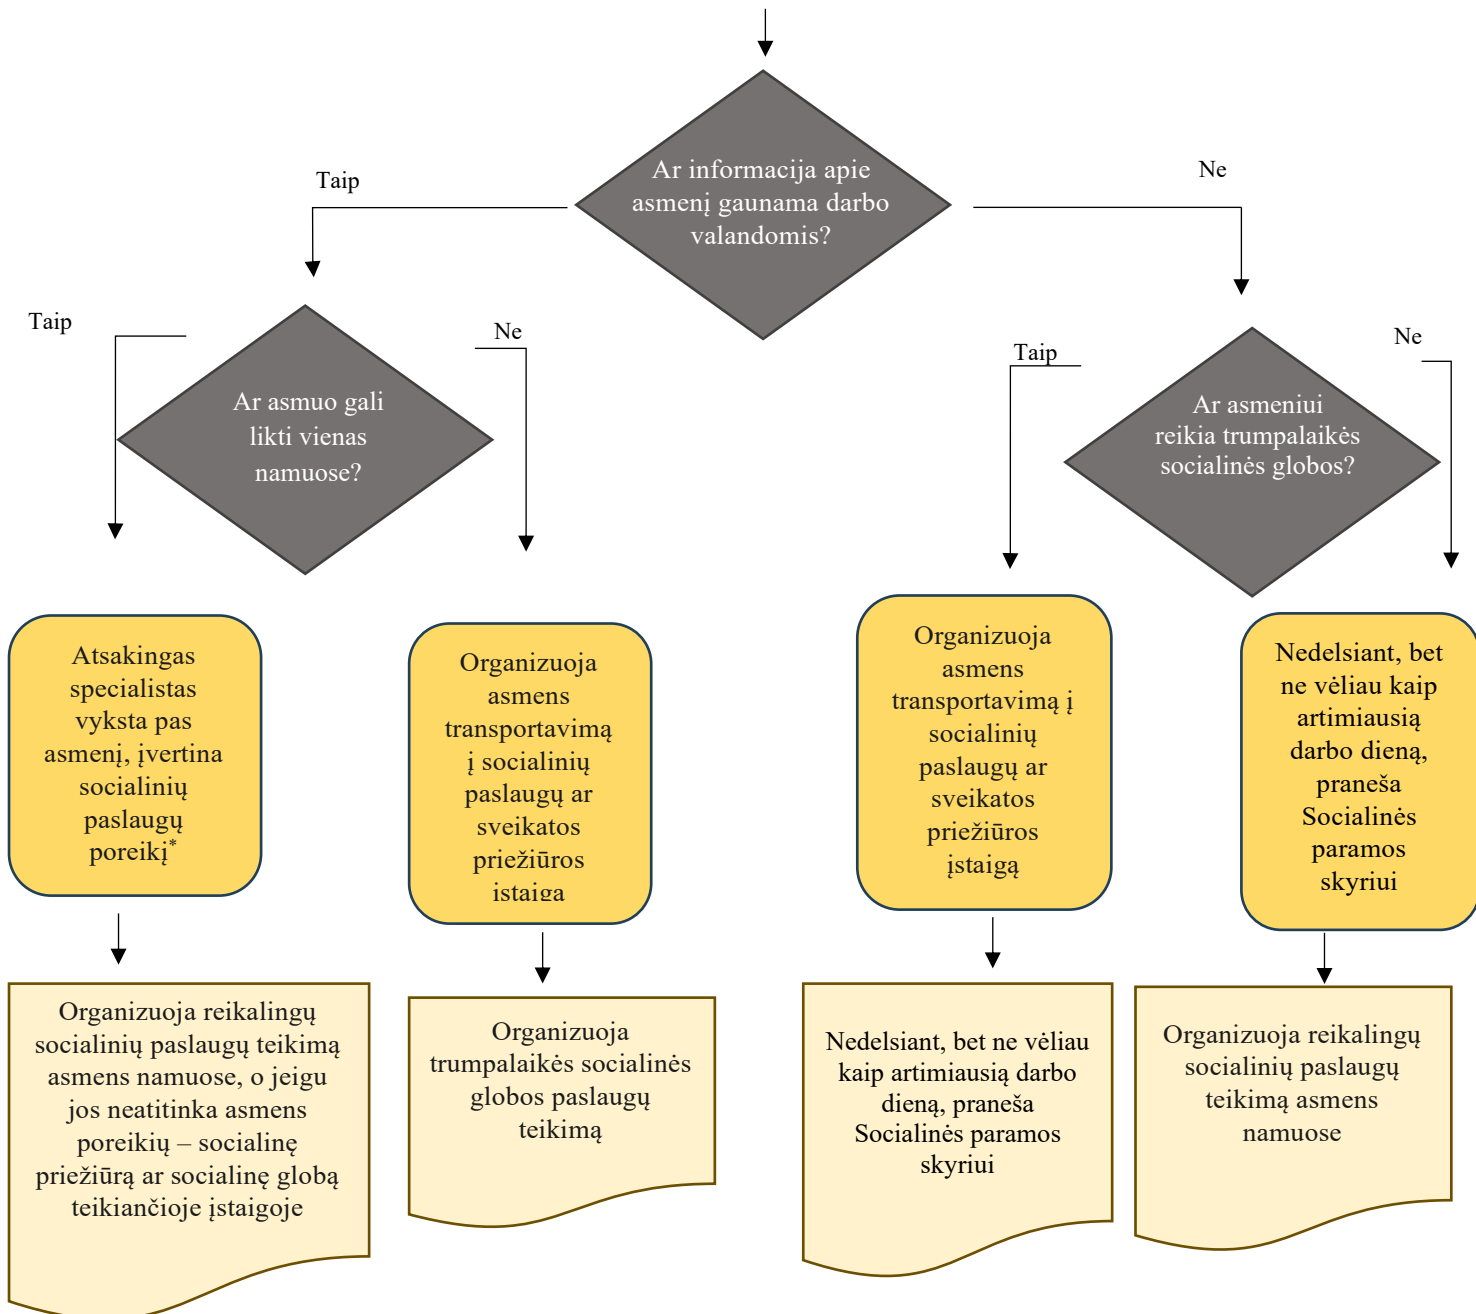 Ar informacija apie
asmenį gaunama darbo
valandomis?
Taip
Ne
Taip
Ne
Ar asmuo gali
likti vienas
namuose?
Taip
Ne
Ar asmeniui
reikia trumpalaikės
socialinės globos?
Atsakingas
specialistas
vyksta pas
asmenį, įvertina
socialinių
paslaugų
poreikį*
Organizuoja
asmens
transportavimą
į socialinių
paslaugų ar
sveikatos
priežiūros
įstaigą
Organizuoja
asmens
transportavimą į
socialinių
paslaugų ar
sveikatos
priežiūros
įstaigą
Nedelsiant, bet
ne vėliau kaip
artimiausią
darbo dieną,
praneša
Socialinės
paramos
skyriui
Organizuoja reikalingų
socialinių paslaugų teikimą
asmens namuose, o jeigu
jos neatitinka asmens
poreikių – socialinę
priežiūrą ar socialinę globą
teikiančioje įstaigoje
Organizuoja
trumpalaikės socialinės
globos paslaugų
teikimą
Nedelsiant, bet ne vėliau
kaip artimiausią darbo
dieną, praneša
Socialinės paramos
skyriui
Organizuoja reikalingų
socialinių paslaugų
teikimą asmens
namuose